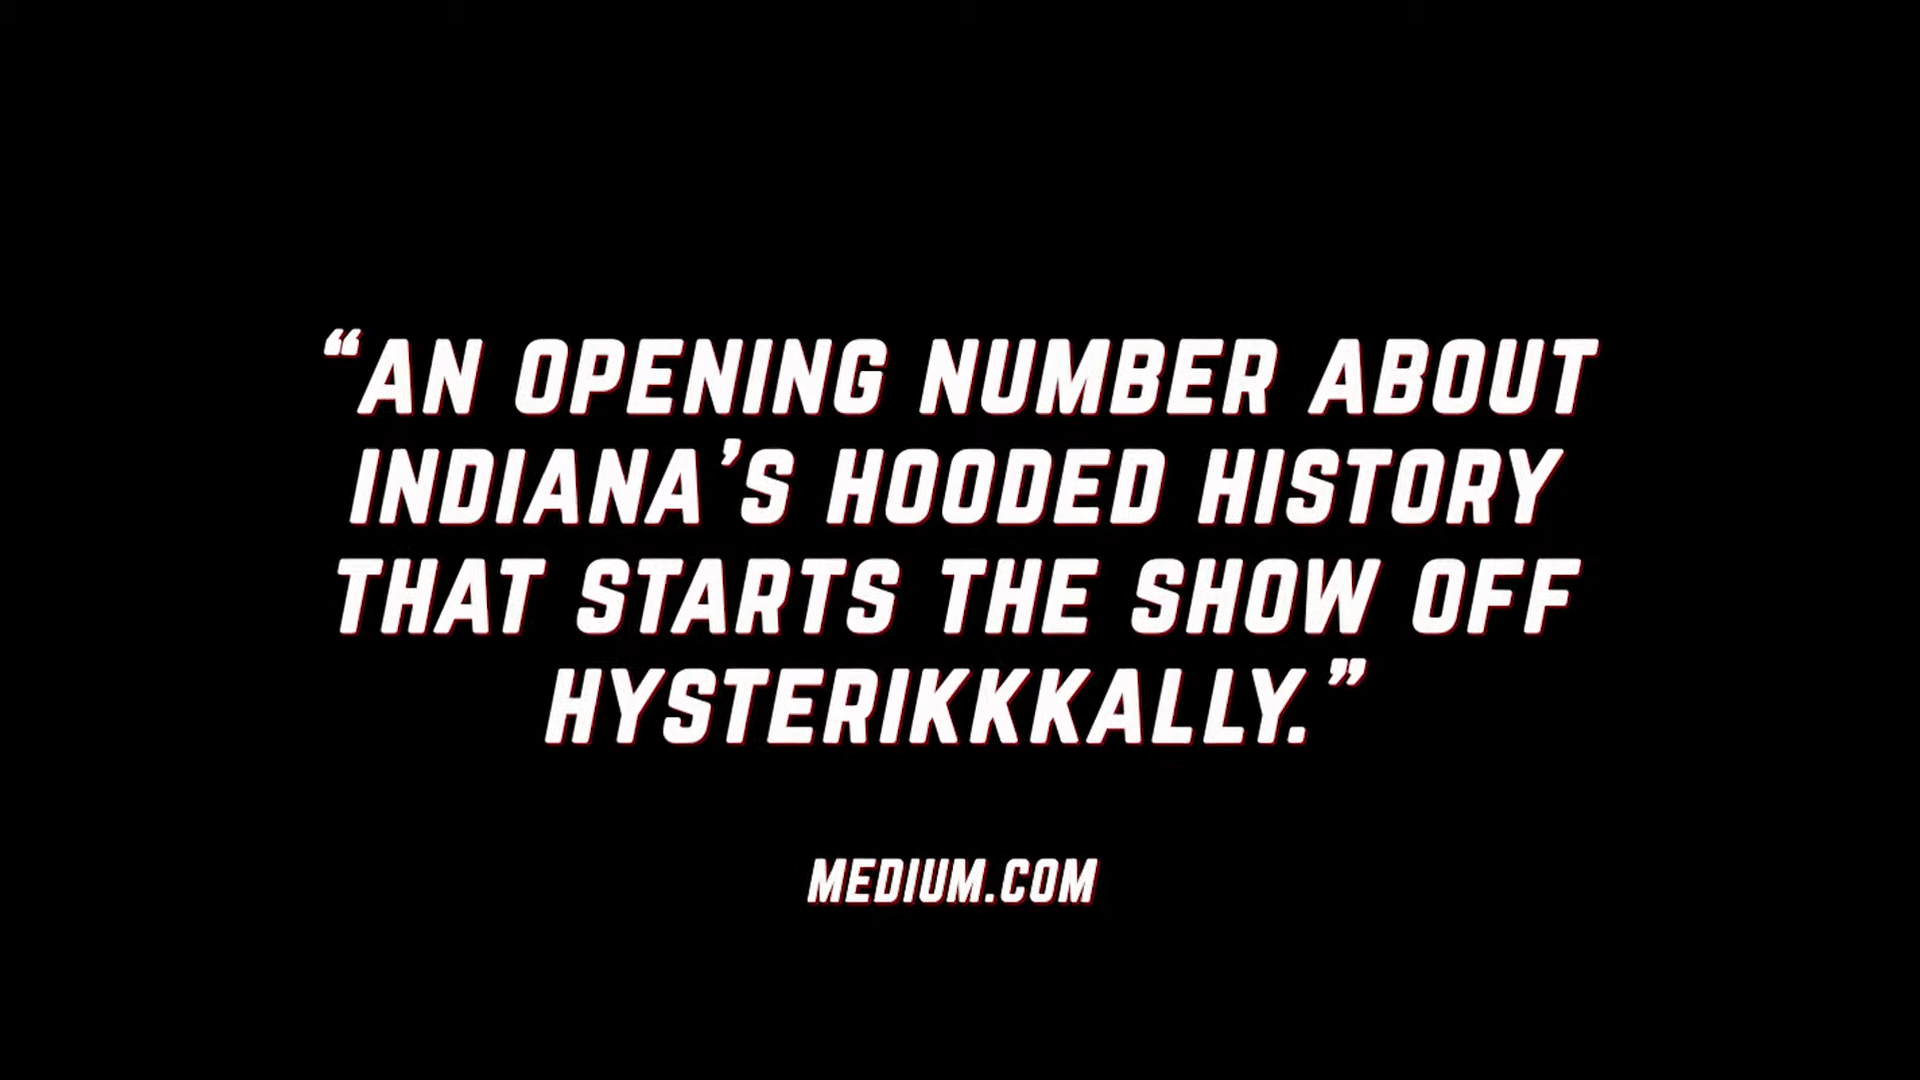 “AN OPENING NUMBER ABOUT
INDIANA’S HOODED HISTORY
THAT STARTS THE SHOW OFF
HYSTERIKKKALLY.”
MEDIUM.COM